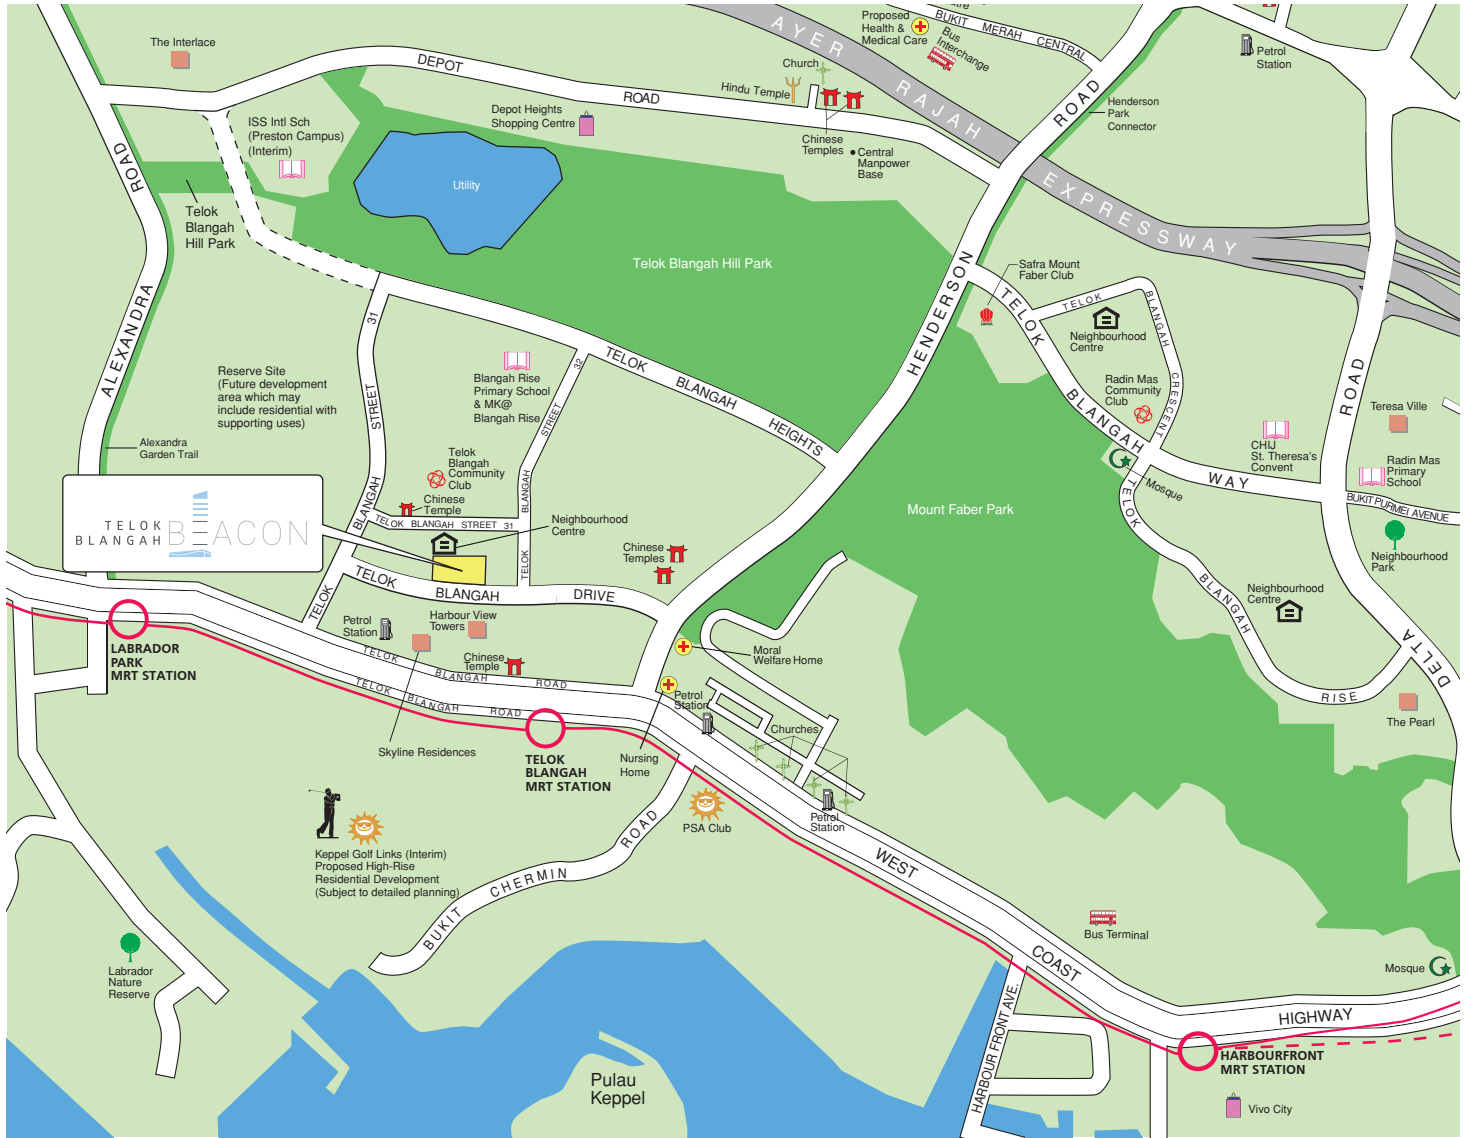 The Interlace
DEPOT
ROAD
Proposed
Health &
Medical Care
BUKIT MERAH CENTRAL
Bus
Interchange
AYER RAJAH EXPRESSWAY
Church
Hindu Temple
Chinese
Temples
Central
Manpower
Base
Petrol
Station
ROAD
Henderson
Park
Connector
Depot Heights
Shopping Centre
ISS Intl Sch
(Preston Campus)
(Interim)
ROAD
Telok
Blangah
Hill Park
Utility
Telok Blangah Hill Park
HENDERSON
Safra Mount
Faber Club
SAFRA
TELOK
BLANGAH
WAY
TELOK
BLANGAH
CRESCENT
Neighbourhood
Centre
Radin Mas
Community
Club
CHIJ
St. Theresa's
Convent
Teresa Ville
Radin Mas
Primary
School
BUKIT PURMEI AVENUE
Neighbourhood
Park
ROAD
DELTA
Mosque
TELOK
BLANGAH
RISE
Neighbourhood
Centre
The Pearl
Mount Faber Park
ALEXANDRA
Alexandra
Garden Trail
Reserve Site
(Future development
area which may
include residential with
supporting uses)
31
STREET
BLANGAH
TELOK
Blangah Rise
Primary School
& MK@
Blangah Rise
32
STREET
BLANGAH
TELOK
TELOK
BLANGAH
HEIGHTS
Telok
Blangah
Community
Club
Chinese
Temple
TELOK BLANGAH STREET 31
Neighbourhood
Centre
TELOK
BLANGAH
BEACON
TELOK
BLANGAH
DRIVE
Chinese
Temples
Petrol
Station
Harbour View
Towers
Chinese
Temple
TELOK BLANGAH ROAD
TELOK BLANGAH ROAD
Skyline Residences
LABRADOR
PARK
MRT STATION
TELOK
BLANGAH
MRT STATION
Moral
Welfare Home
Petrol
Station
Nursing
Home
Churches
Petrol
Station
PSA Club
Keppel Golf Links (Interim)
Proposed High-Rise
Residential Development
(Subject to detailed planning)
BUKIT CHERMIN ROAD
Labrador
Nature
Reserve
WEST
COAST
HIGHWAY
Bus Terminal
Mosque
HARBOUR FRONT AVE.
HARBOURFRONT
MRT STATION
Vivo City
Pulau
Keppel